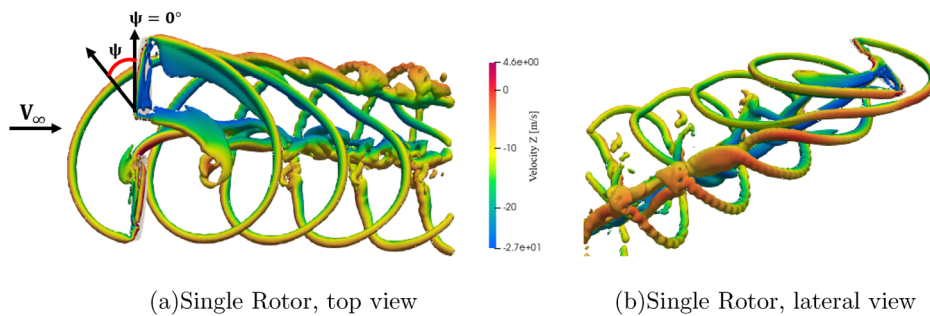 ψ = 0°
ψ
V∞
4.6e+00
0
-10
-20
-2.7e+01
Velocity Z [m/s]
(a)Single Rotor, top view
(b)Single Rotor, lateral view